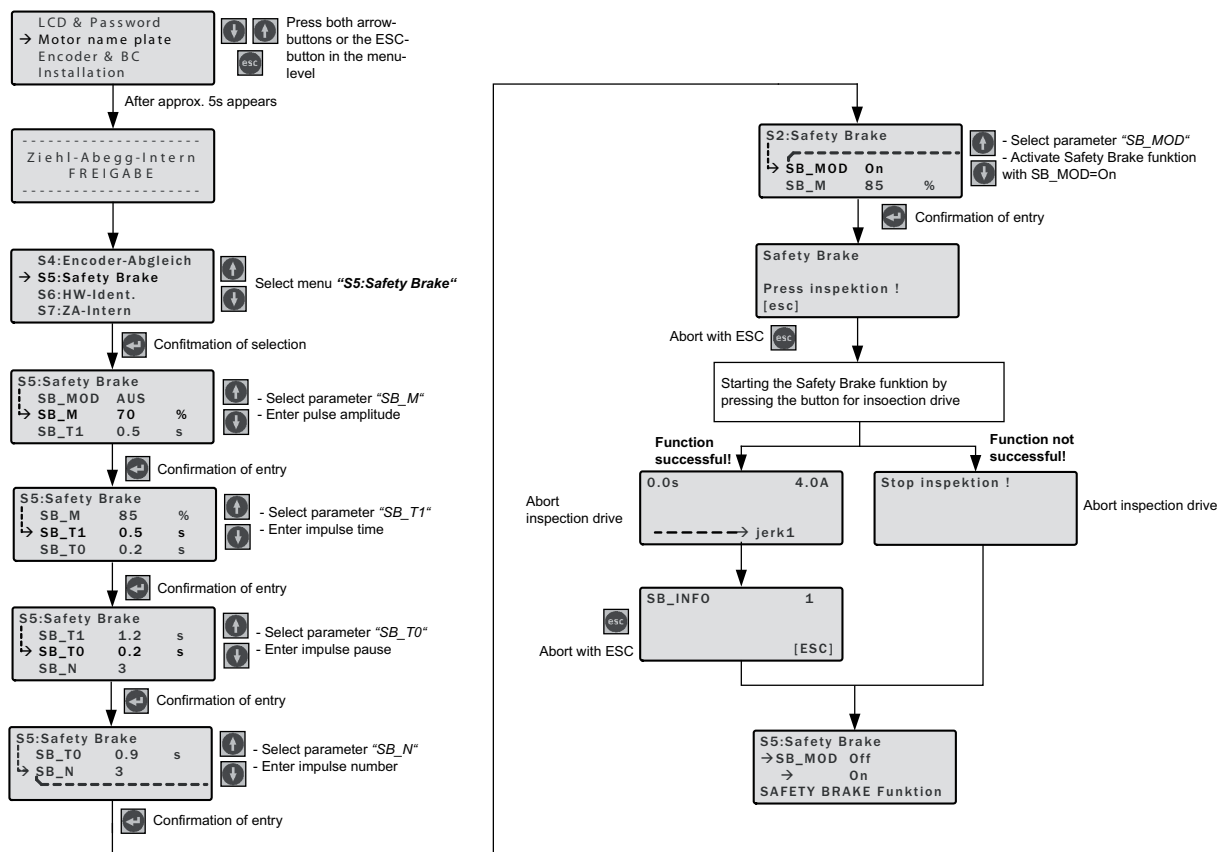 LCD & Password
→ Motor name plate
Encoder & BC
Installation
Press both arrow-
buttons or the ESC-
button in the menu-
level
esc
After approx. 5s appears
---------------------
Ziehl-Abegg-Intern
FREIGABE
---------------------
S4:Encoder-Abgleich
→ S5:Safety Brake
S6:HW-Ident.
S7:ZA-Intern
Select menu "S5:Safety Brake"
Confitmation of selection
S5:Safety Brake
SB_MOD AUS
SB_M 70 %
SB_T1 0.5 s
- Select parameter "SB_M"
- Enter pulse amplitude
Confirmation of entry
S5:Safety Brake
SB_M 85 %
SB_T1 0.5 s
SB_T0 0.2 s
- Select parameter "SB_T1"
- Enter impulse time
Confirmation of entry
S5:Safety Brake
SB_T1 1.2 s
SB_T0 0.2 s
SB_N 3
- Select parameter "SB_T0"
- Enter impulse pause
Confirmation of entry
S5:Safety Brake
SB_T0 0.9 s
SB_N 3
- Select parameter "SB_N"
- Enter impulse number
Confirmation of entry
S2:Safety Brake
SB_MOD On
SB_M 85 %
- Select parameter "SB_MOD"
- Activate Safety Brake funktion
with SB_MOD=On
Confirmation of entry
Safety Brake
Press inspektion !
[esc]
Abort with ESC
esc
Starting the Safety Brake funktion by
pressing the button for insoection drive
Function
successful!
Function not
successful!
0.0s 4.0A
jerk1
Abort
inspection drive
Stop inspektion !
Abort inspection drive
SB_INFO 1
[ESC]
esc
Abort with ESC
S5:Safety Brake
→SB_MOD Off
→ On
SAFETY BRAKE Funktion